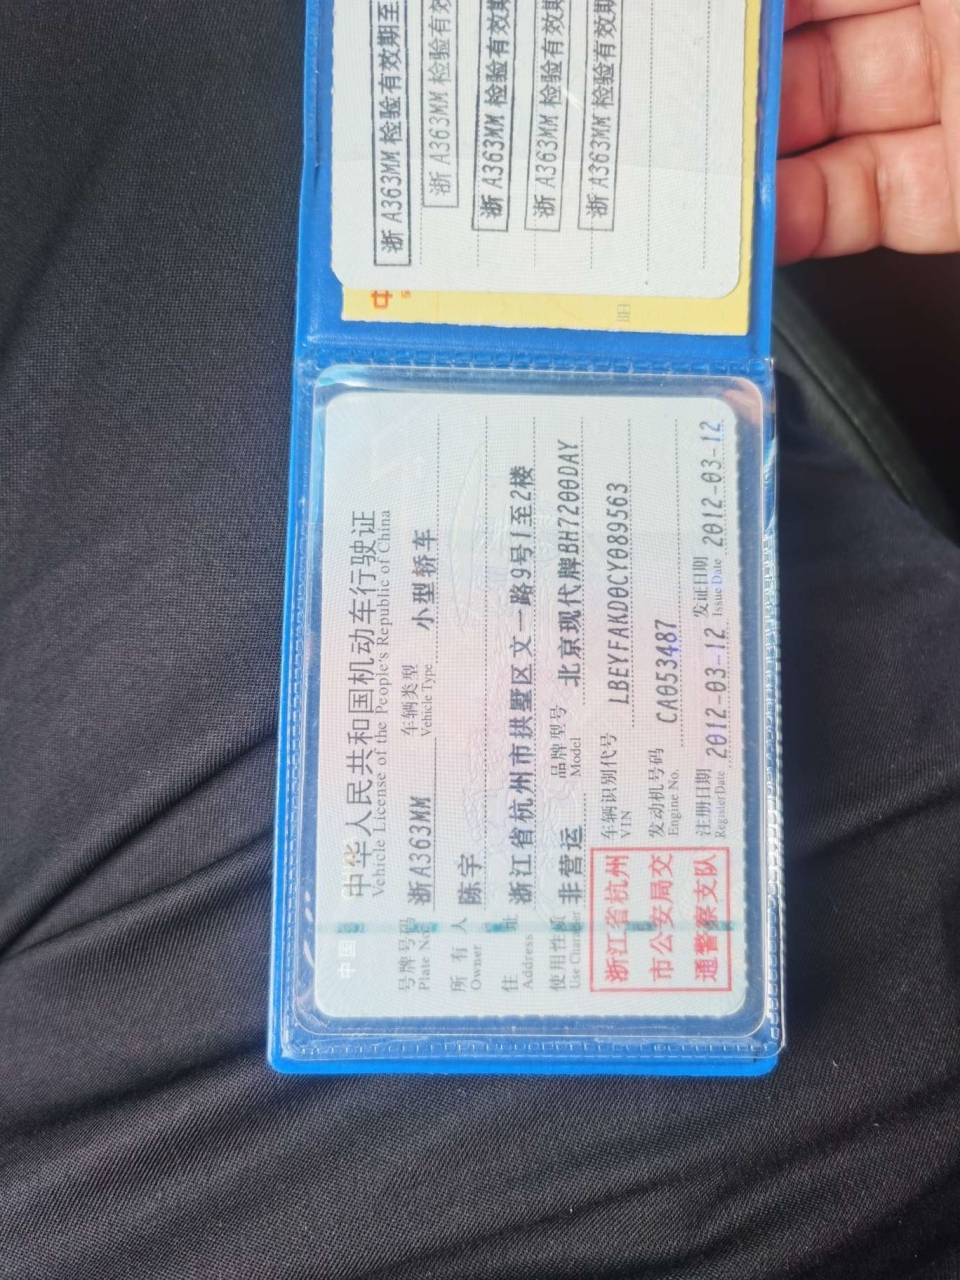 浙A363MM 检验有效期至
浙A363MM 检验有效
浙A363MM 检验有效期
浙A363MM 检验有效期
浙A363MM 检验有效期
中
中国
中华人民共和国机动车行驶证
Vehicle License of the People's Republic of China
号牌号码 浙A363MM 车辆类型 小型轿车
Plate No. Vehicle Type
所有人 陈宇
Owner
住址 浙江省杭州市拱墅区文一路9号1至2楼
Address
使用性质 非营运 品牌型号 北京现代牌BH7200DAY
Use Character Model
车辆识别代号 LBEYFAKD0CY089563
VIN
发动机号码 CA053487
Engine No.
注册日期 2012-03-12 发证日期 2012-03-12
Register Date Issue Date
浙江省杭州
市公安局交
通警察支队